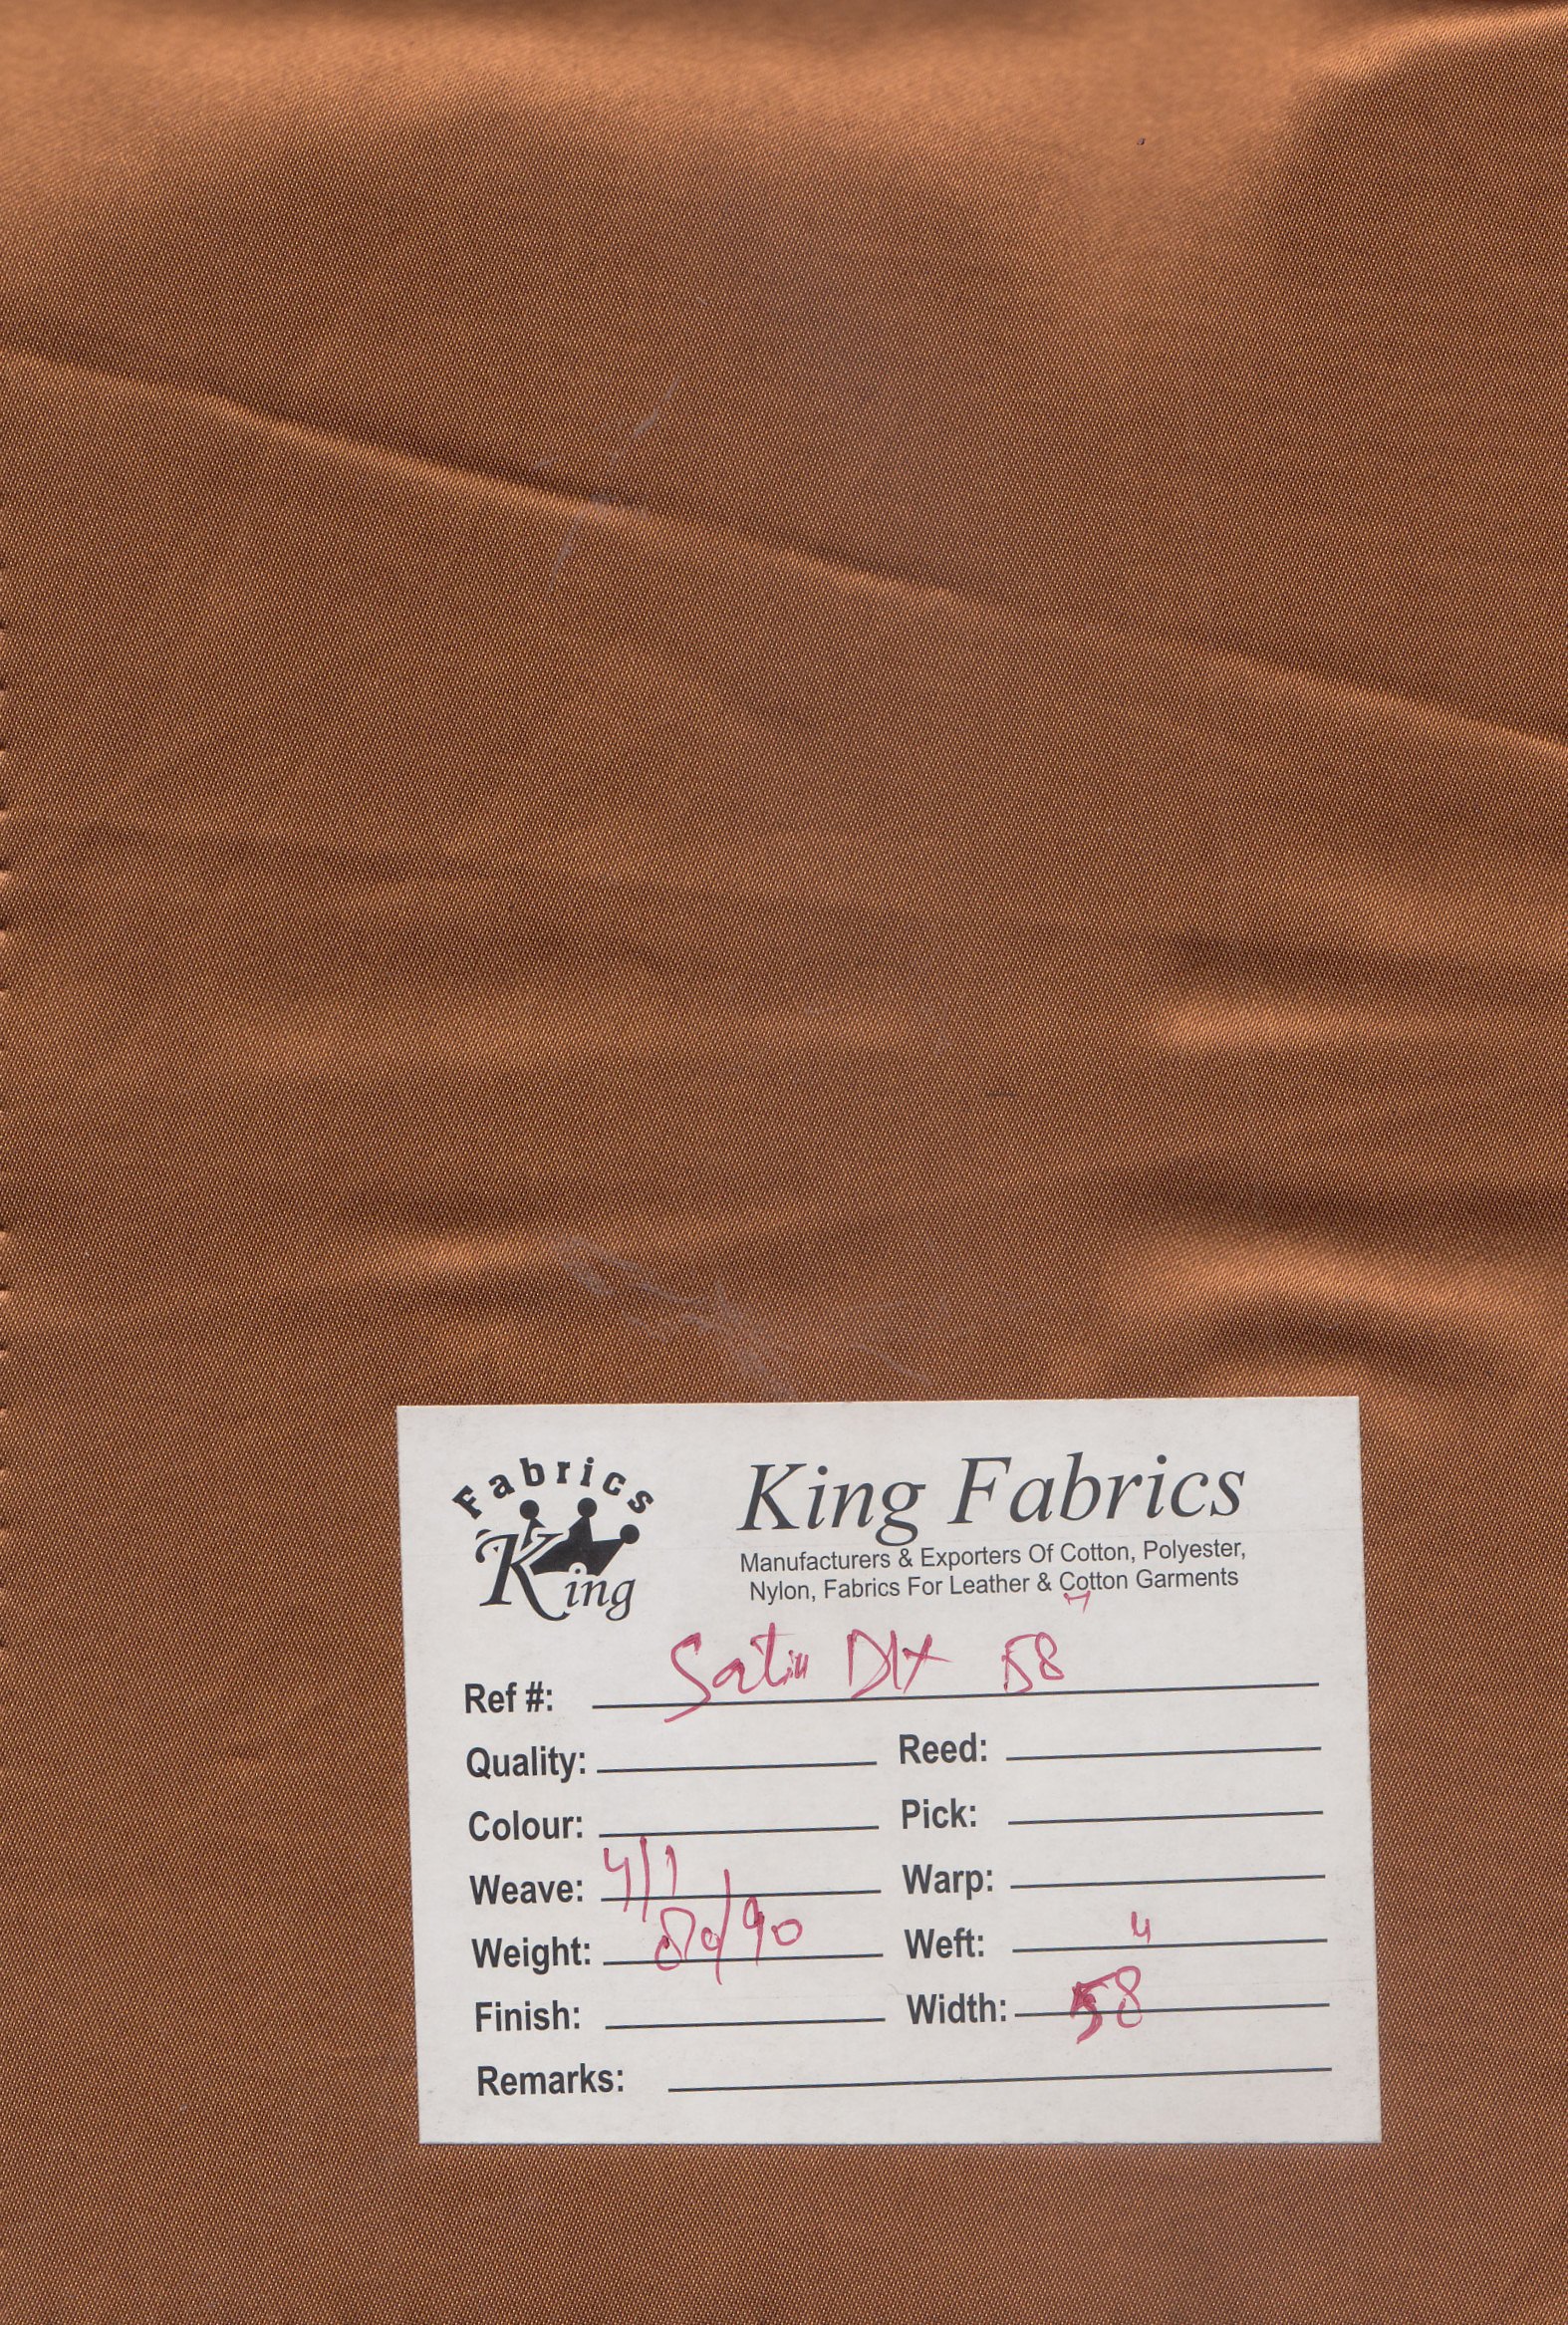 Fabrics
King
King Fabrics
Manufacturers & Exporters Of Cotton, Polyester,
Nylon, Fabrics For Leather & Cotton Garments
Ref #: Satin Dlx 58"
Quality:
Reed:
Colour:
Pick:
Weave: 4/1
Warp:
Weight: 80/90
Weft:
Finish:
Width: 58"
Remarks: